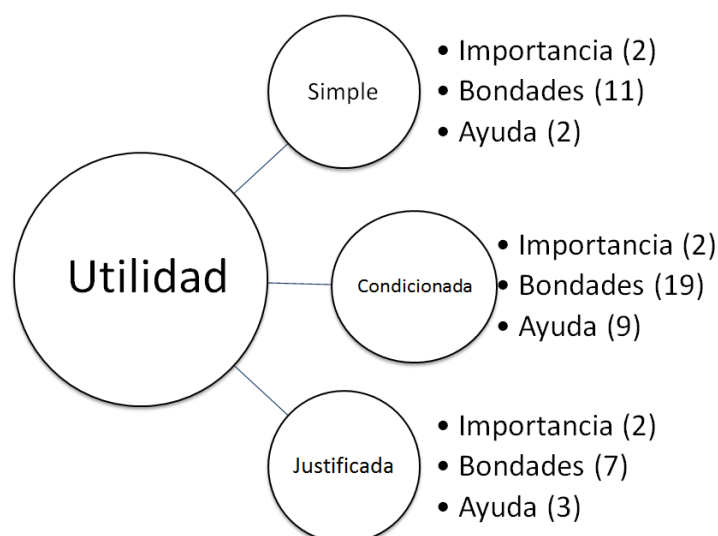 Utilidad
Simple
• Importancia (2)
• Bondades (11)
• Ayuda (2)
Condicionada
• Importancia (2)
• Bondades (19)
• Ayuda (9)
Justificada
• Importancia (2)
• Bondades (7)
• Ayuda (3)